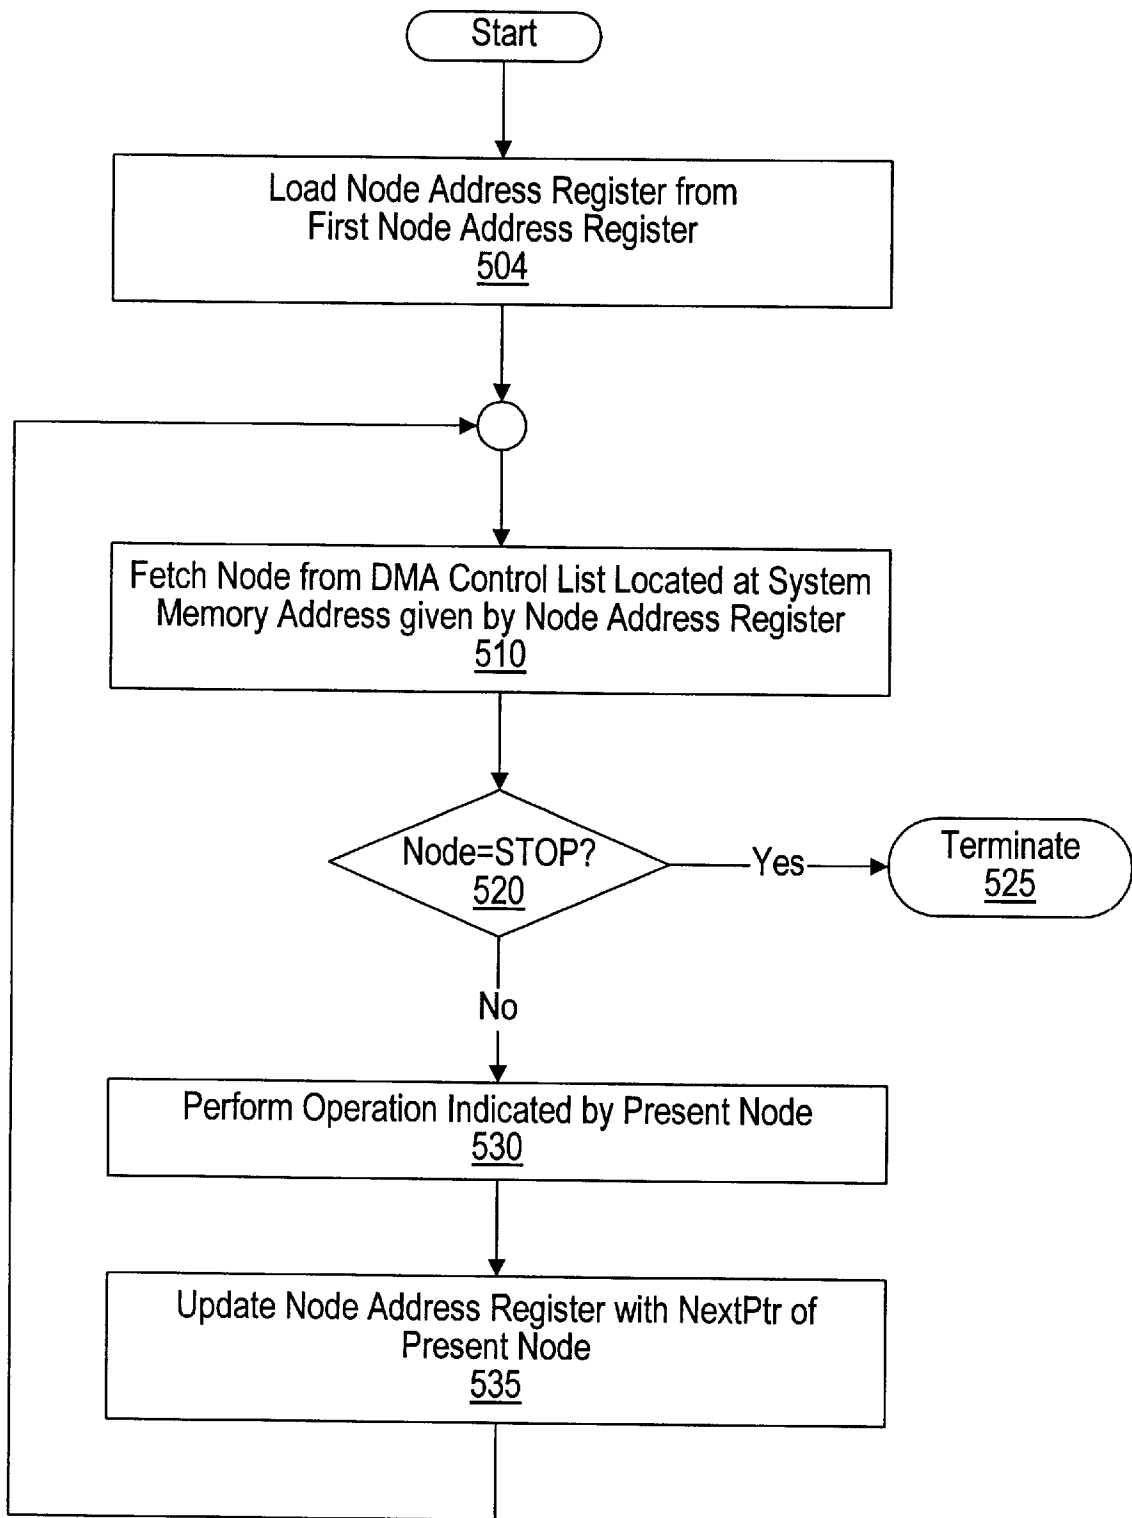 Start
Load Node Address Register from
First Node Address Register
504
Fetch Node from DMA Control List Located at System
Memory Address given by Node Address Register
510
Node=STOP?
520
Yes
Terminate
525
No
Perform Operation Indicated by Present Node
530
Update Node Address Register with NextPtr of
Present Node
535